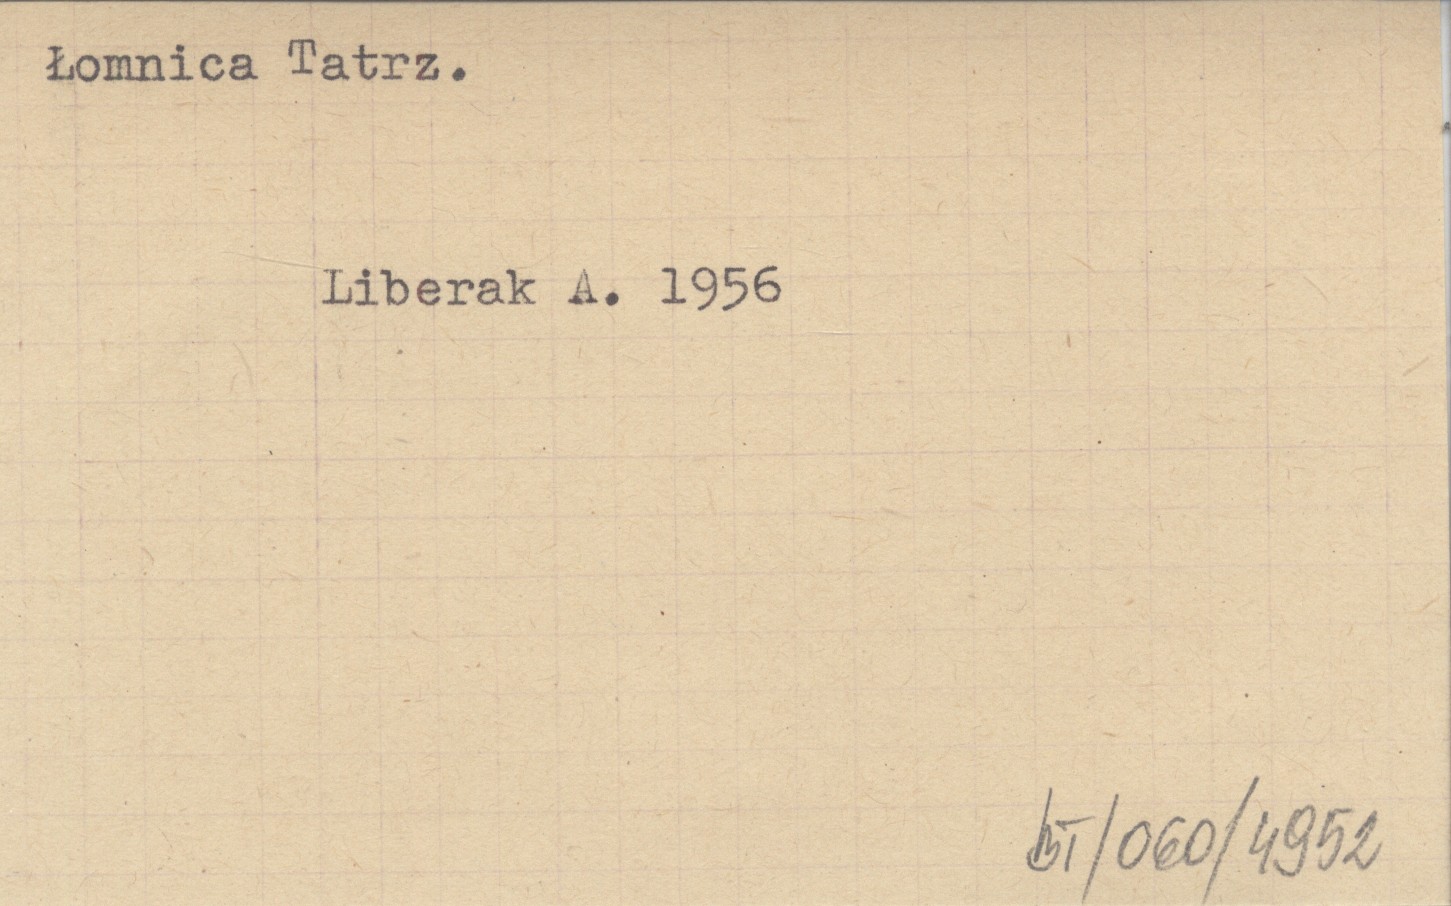 Łomnica Tatrz.
Liberak A. 1956
BT/060/4952